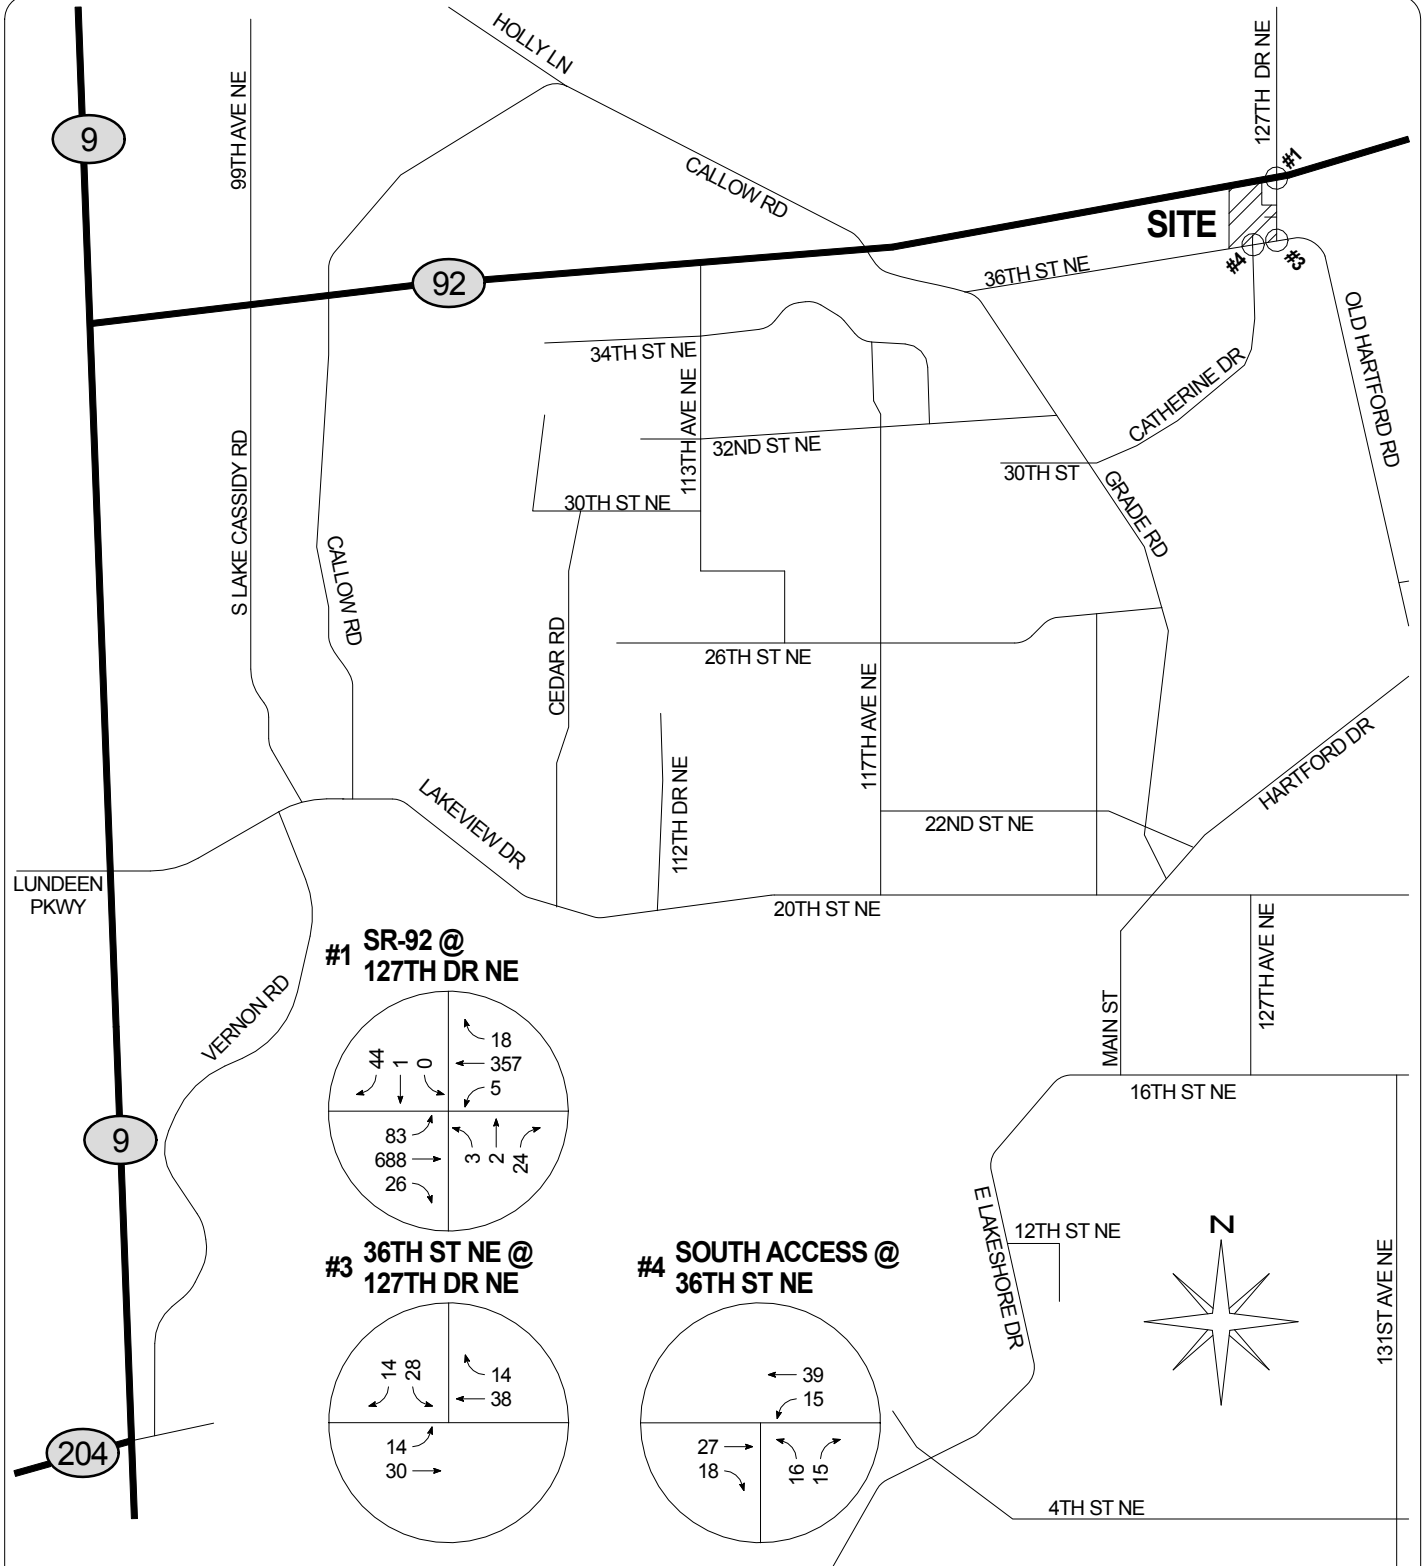 HOLLY LN
99TH AVE NE
127TH DR NE
9
#1
CALLOW RD
SITE
92
36TH ST NE
#4
#3
34TH ST NE
OLD HARTFORD RD
113TH AVE NE
CATHERINE DR
32ND ST NE
30TH ST
S LAKE CASSIDY RD
30TH ST NE
GRADE RD
CALLOW RD
CEDAR RD
26TH ST NE
117TH AVE NE
HARTFORD DR
112TH DR NE
LAKEVIEW DR
22ND ST NE
LUNDEEN
PKWY
20TH ST NE
127TH AVE NE
VERNON RD
MAIN ST
16TH ST NE
9
#1 SR-92 @
127TH DR NE
44 1 0
18
357
5
83
688
26
3 2 24
E LAKESHORE DR
12TH ST NE
N
131ST AVE NE
#3 36TH ST NE @
127TH DR NE
14 28
14
38
14
30
#4 SOUTH ACCESS @
36TH ST NE
39
15
27
18
16 15
204
4TH ST NE